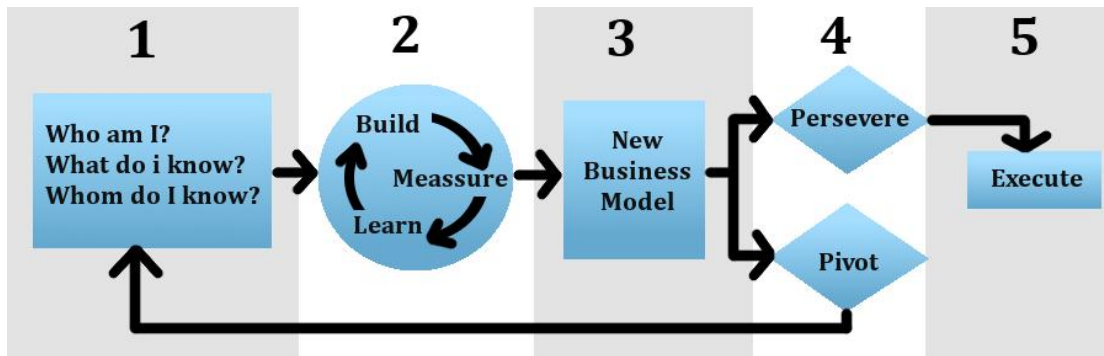 1
Who am I?
What do i know?
Whom do I know?
2
Build
Meassure
Learn
3
New
Business
Model
4
Persevere
Pivot
5
Execute